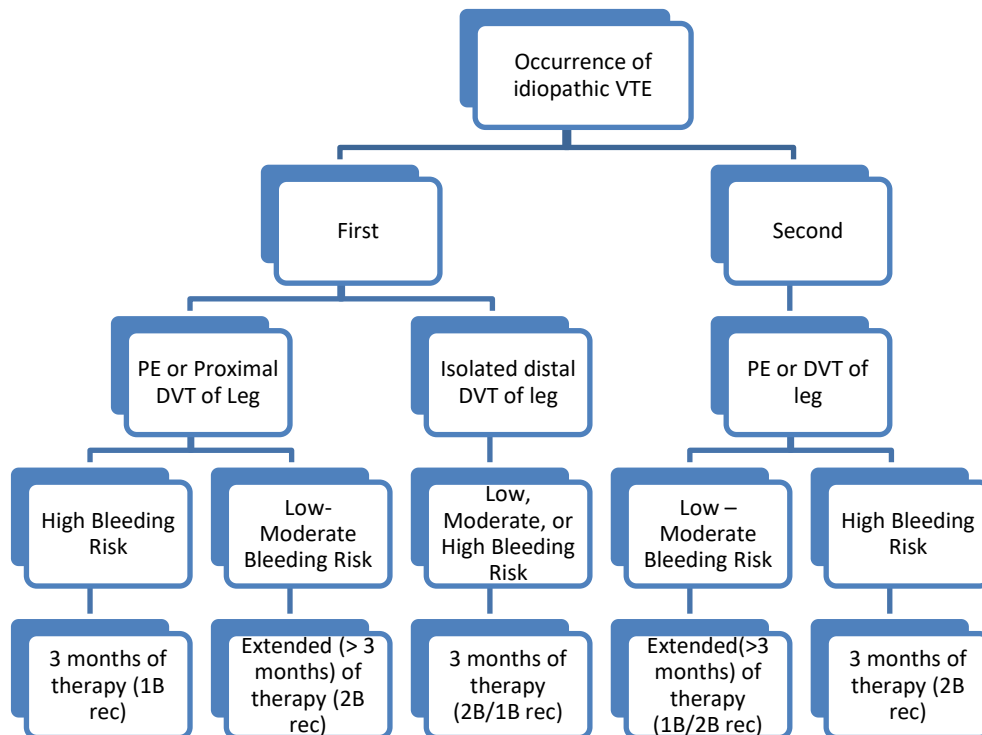 Occurrence of
idiopathic VTE
First
Second
PE or Proximal
DVT of Leg
Isolated distal
DVT of leg
PE or DVT of
leg
High Bleeding
Risk
Low-
Moderate
Bleeding Risk
Low,
Moderate, or
High Bleeding
Risk
Low –
Moderate
Bleeding Risk
High Bleeding
Risk
3 months of
therapy (1B
rec)
Extended (> 3
months) of
therapy (2B
rec)
3 months of
therapy
(2B/1B rec)
Extended(>3
months) of
therapy
(1B/2B rec)
3 months of
therapy (2B
rec)